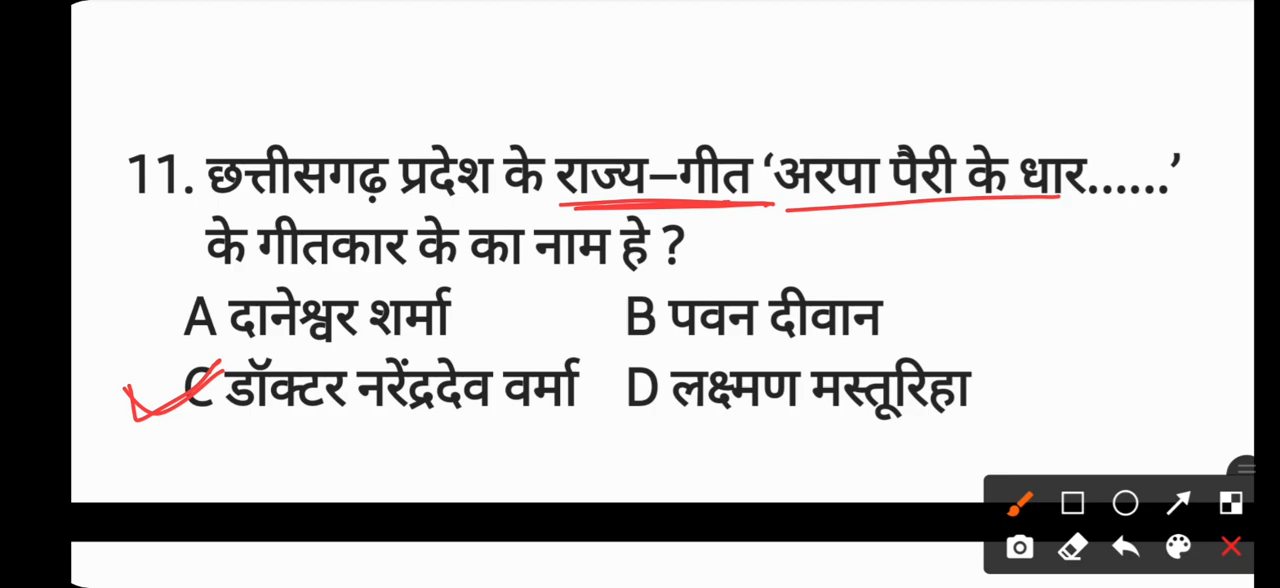 11. छत्तीसगढ़ प्रदेश के राज्य–गीत ‘अरपा पैरी के धार......’
के गीतकार के का नाम हे ?
A दानेश्वर शर्मा B पवन दीवान
C डॉक्टर नरेंद्रदेव वर्मा D लक्ष्मण मस्तूरिहा